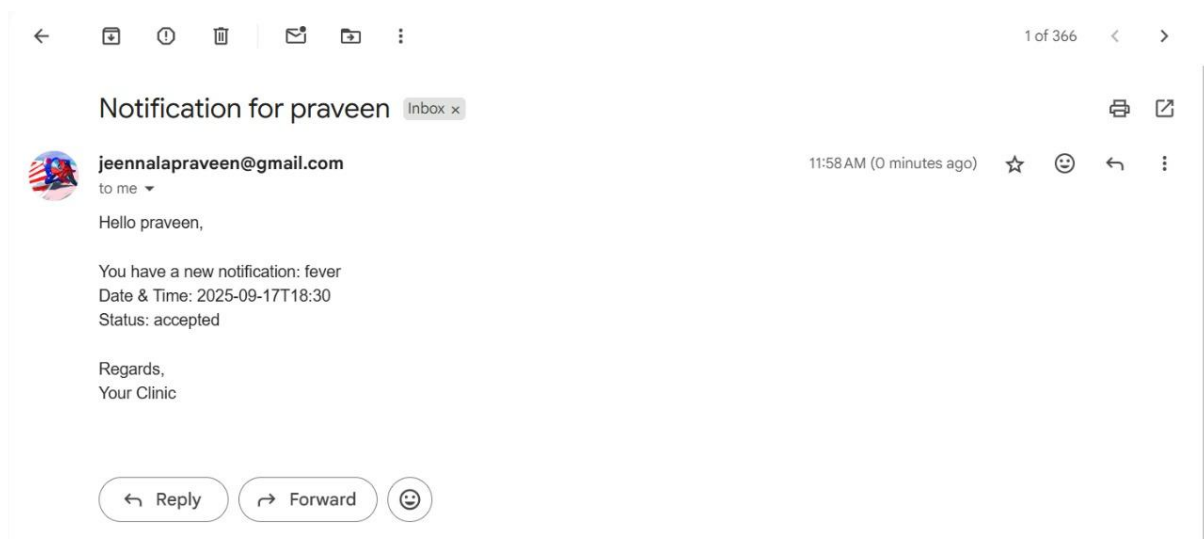 1 of 366
Notification for praveen Inbox ×
jeennalapraveen@gmail.com 11:58 AM (0 minutes ago)
to me
Hello praveen,
You have a new notification: fever
Date & Time: 2025-09-17T18:30
Status: accepted
Regards,
Your Clinic
Reply Forward